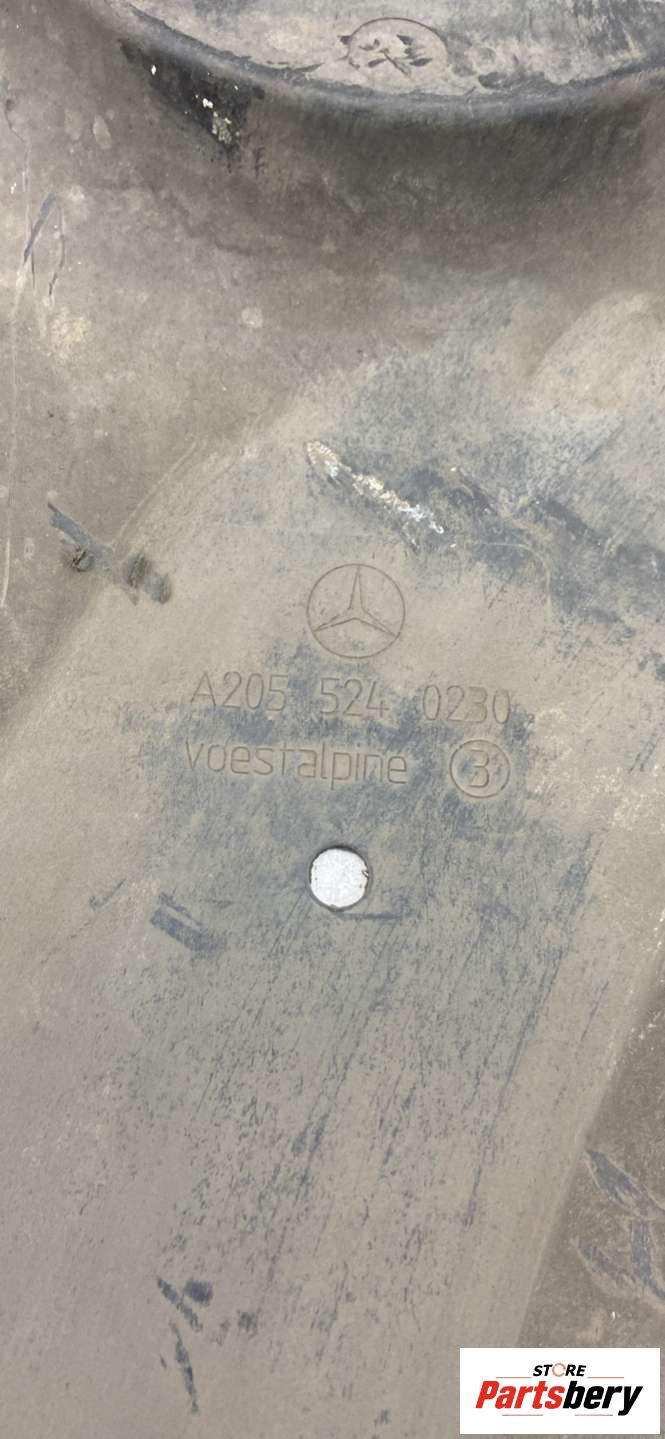 A205 524 0230
voestalpine 3
STORE
Partsbery